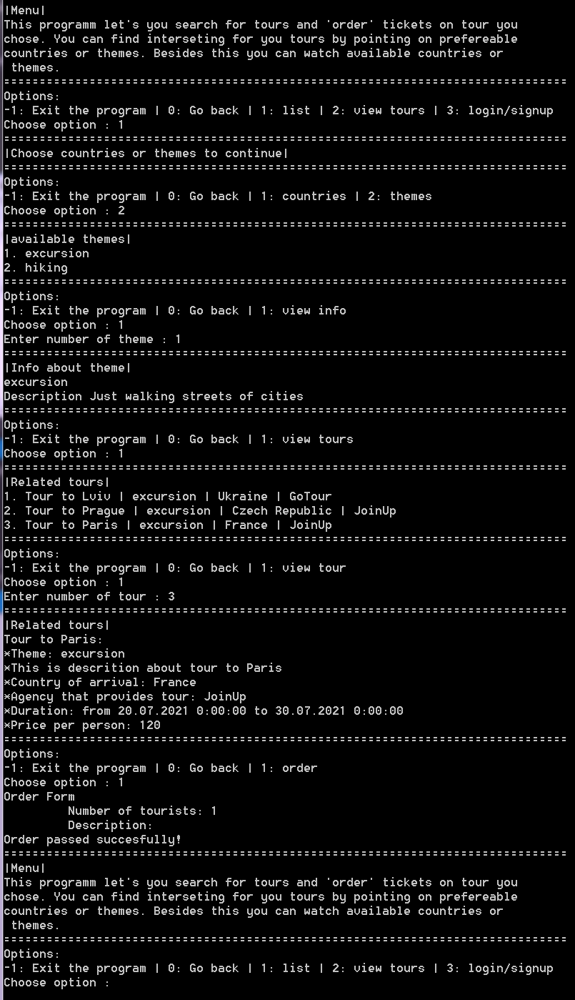 |Menu|
This programm let's you search for tours and 'order' tickets on tour you
chose. You can find interseting for you tours by pointing on prefereable
countries or themes. Besides this you can watch available countries or
 themes.
-------------------------------------------------------------------------------
Options:
-1: Exit the program | 0: Go back | 1: list | 2: view tours | 3: login/signup
Choose option : 1
-------------------------------------------------------------------------------
|Choose countries or themes to continue|
-------------------------------------------------------------------------------
Options:
-1: Exit the program | 0: Go back | 1: countries | 2: themes
Choose option : 2
-------------------------------------------------------------------------------
|available themes|
1. excursion
2. hiking
-------------------------------------------------------------------------------
Options:
-1: Exit the program | 0: Go back | 1: view info
Choose option : 1
Enter number of theme : 1
-------------------------------------------------------------------------------
|Info about theme|
excursion
Description Just walking streets of cities
-------------------------------------------------------------------------------
Options:
-1: Exit the program | 0: Go back | 1: view tours
Choose option : 1
-------------------------------------------------------------------------------
|Related tours|
1. Tour to Lviv | excursion | Ukraine | GoTour
2. Tour to Prague | excursion | Czech Republic | JoinUp
3. Tour to Paris | excursion | France | JoinUp
-------------------------------------------------------------------------------
Options:
-1: Exit the program | 0: Go back | 1: view tour
Choose option : 1
Enter number of tour : 3
-------------------------------------------------------------------------------
|Related tours|
Tour to Paris:
*Theme: excursion
*This is descrition about tour to Paris
*Country of arrival: France
*Agency that provides tour: JoinUp
*Duration: from 20.07.2021 0:00:00 to 30.07.2021 0:00:00
*Price per person: 120
-------------------------------------------------------------------------------
Options:
-1: Exit the program | 0: Go back | 1: order
Choose option : 1
Order Form
         Number of tourists: 1
         Description:
Order passed succesfully!
-------------------------------------------------------------------------------
|Menu|
This programm let's you search for tours and 'order' tickets on tour you
chose. You can find interseting for you tours by pointing on prefereable
countries or themes. Besides this you can watch available countries or
 themes.
-------------------------------------------------------------------------------
Options:
-1: Exit the program | 0: Go back | 1: list | 2: view tours | 3: login/signup
Choose option :